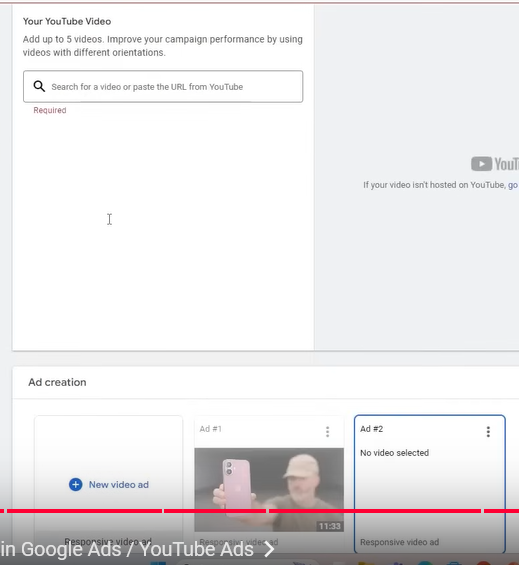 Your YouTube Video
Add up to 5 videos. Improve your campaign performance by using
videos with different orientations.
Search for a video or paste the URL from YouTube
Required
If your video isn't hosted on YouTube, go
Ad creation
New video ad
Responsive video ad
Ad #1
11:33
Responsive video ad
Ad #2
No video selected
Responsive video ad
in Google Ads / YouTube Ads